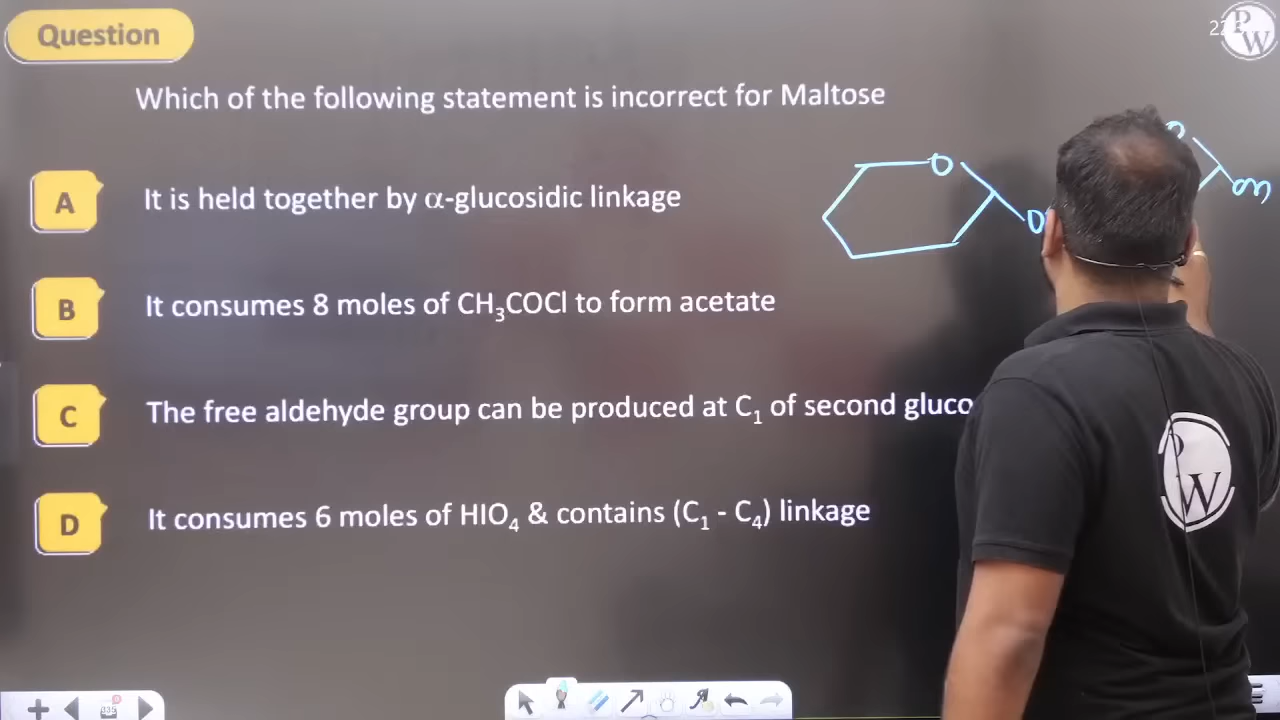 Question
Which of the following statement is incorrect for Maltose
A
It is held together by α-glucosidic linkage
B
It consumes 8 moles of CH₃COCl to form acetate
C
The free aldehyde group can be produced at C₁ of second gluco
D
It consumes 6 moles of HIO₄ & contains (C₁ - C₄) linkage
O
PW
PW